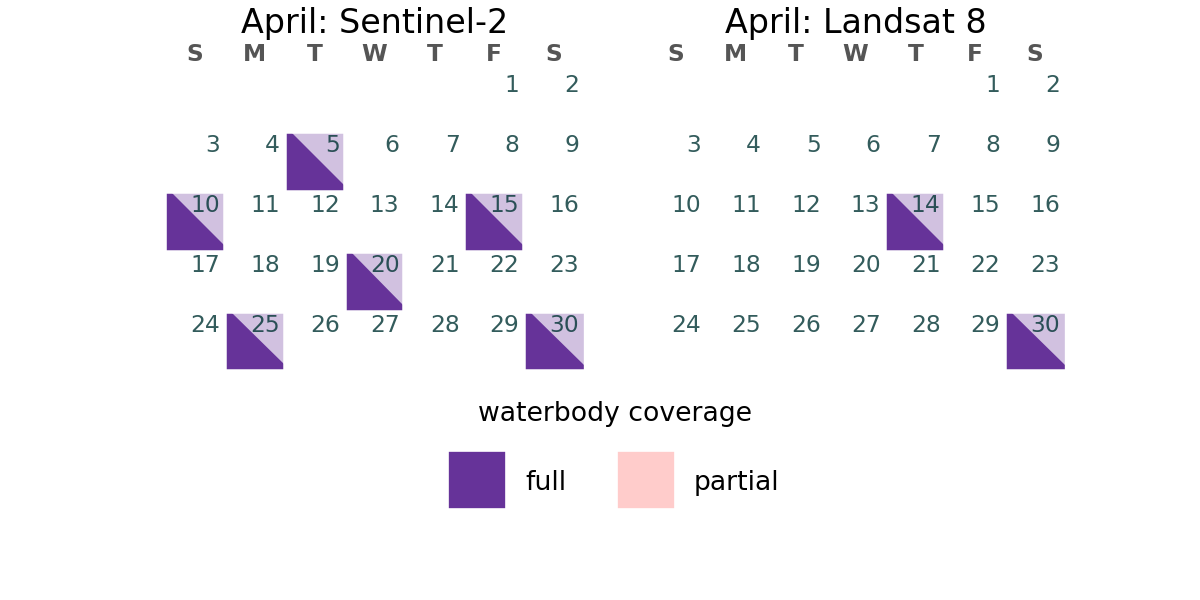 April: Sentinel-2
S M T W T F S
1 2
3 4 5 6 7 8 9
10 11 12 13 14 15 16
17 18 19 20 21 22 23
24 25 26 27 28 29 30
April: Landsat 8
S M T W T F S
1 2
3 4 5 6 7 8 9
10 11 12 13 14 15 16
17 18 19 20 21 22 23
24 25 26 27 28 29 30
waterbody coverage
full
partial